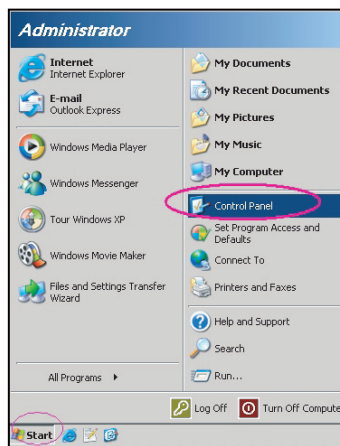 Administrator
Internet
Internet Explorer
E-mail
Outlook Express
Windows Media Player
Windows Messenger
Tour Windows XP
Windows Movie Maker
Files and Settings Transfer
Wizard
All Programs
My Documents
My Recent Documents
My Pictures
My Music
My Computer
Control Panel
Set Program Access and
Defaults
Connect To
Printers and Faxes
Help and Support
Search
Run...
Log Off
Turn Off Compute
Start